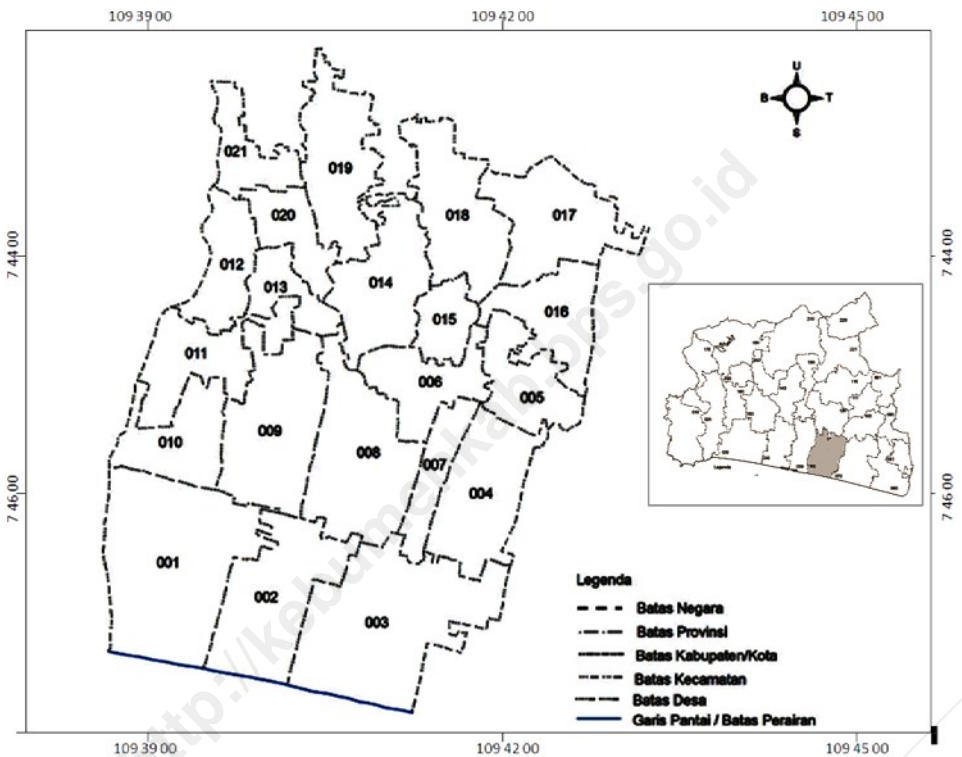 109 39 00
109 42 00
109 45 00
U
B
T
S
7 44 00
7 44 00
021
019
020
018
017
012
013
014
015
016
011
006
005
010
009
008
007
004
001
002
003
7 46 00
7 46 00
Legenda
Batas Negara
Batas Provinsi
Batas Kabupaten/Kota
Batas Kecamatan
Batas Desa
Garis Pantai / Batas Perairan
109 39 00
109 42 00
109 45 00
http://kebumenkab.bps.go.id